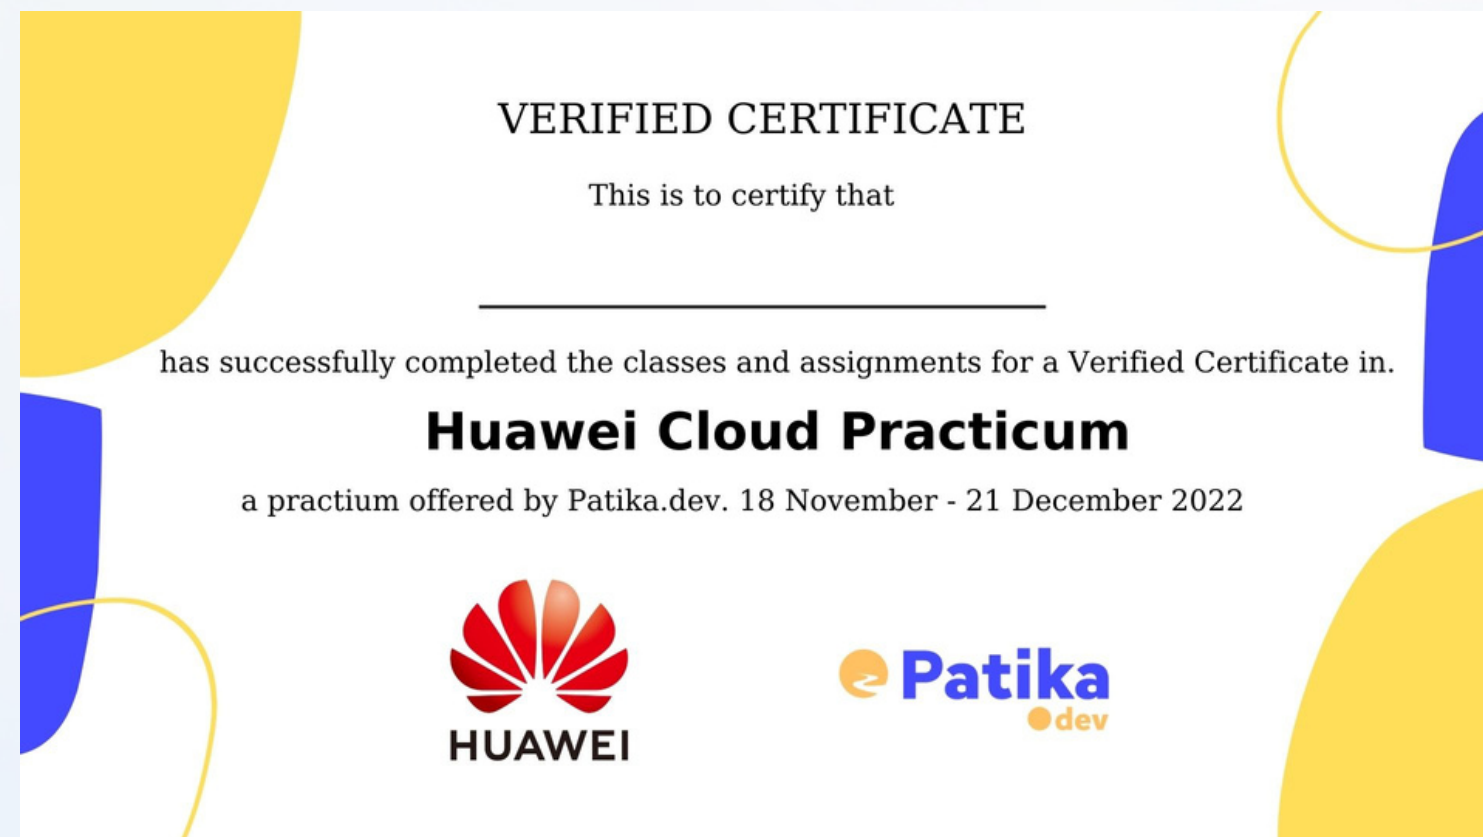 VERIFIED CERTIFICATE
This is to certify that
has successfully completed the classes and assignments for a Verified Certificate in.
Huawei Cloud Practicum
a practium offered by Patika.dev. 18 November - 21 December 2022
HUAWEI
Patika
dev